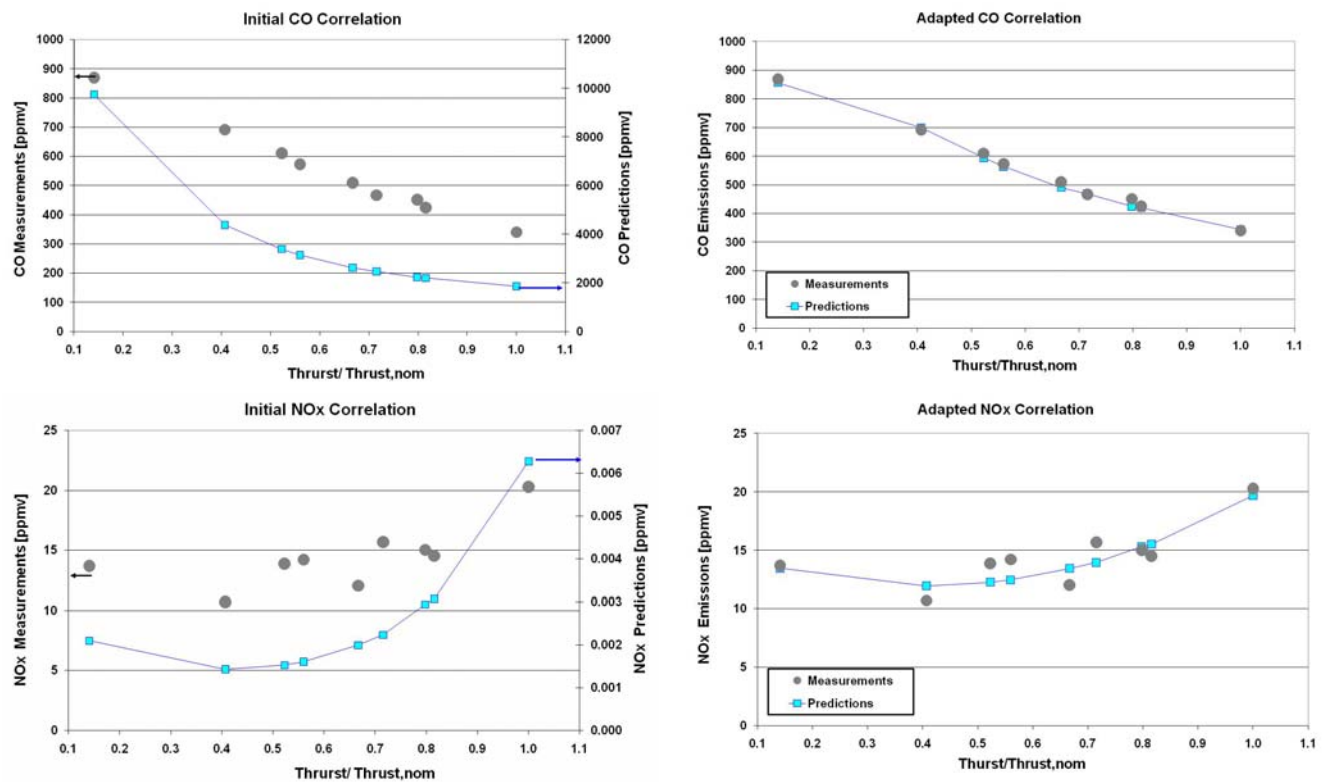 Initial CO Correlation
CO Measurements [ppmv]
1000
900
800
700
600
500
400
300
200
100
0
12000
10000
8000
6000
4000
2000
0
CO Predictions [ppmv]
0.1 0.2 0.3 0.4 0.5 0.6 0.7 0.8 0.9 1.0 1.1
Thrurst/ Thrust,nom
Adapted CO Correlation
CO Emissions [ppmv]
1000
900
800
700
600
500
400
300
200
100
0
Measurements
Predictions
0.1 0.2 0.3 0.4 0.5 0.6 0.7 0.8 0.9 1.0 1.1
Thurst/Thrust,nom
Initial NOx Correlation
NOx Measurements [ppmv]
25
20
15
10
5
0
0.007
0.006
0.005
0.004
0.003
0.002
0.001
0.000
NOx Predictions [ppmv]
0.1 0.2 0.3 0.4 0.5 0.6 0.7 0.8 0.9 1.0 1.1
Thrurst/ Thrust,nom
Adapted NOx Correlation
NOx Emissions [ppmv]
25
20
15
10
5
0
Measurements
Predictions
0.1 0.2 0.3 0.4 0.5 0.6 0.7 0.8 0.9 1.0 1.1
Thurst/Thrust,nom